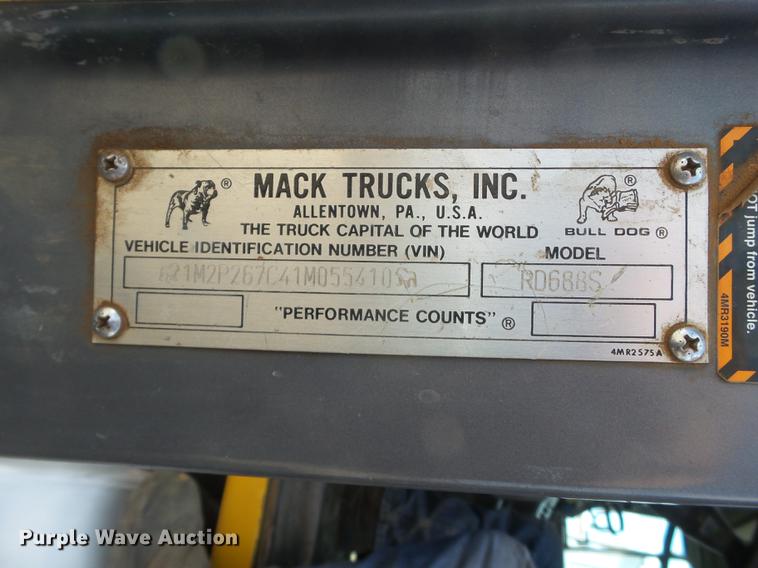 MACK TRUCKS, INC.
ALLENTOWN, PA., U.S.A.
THE TRUCK CAPITAL OF THE WORLD
BULL DOG ®
VEHICLE IDENTIFICATION NUMBER (VIN)
MODEL
RD688S
"PERFORMANCE COUNTS" ®
4MR2575A
OT jump from vehicle.
4MR3190M
Purple Wave Auction®